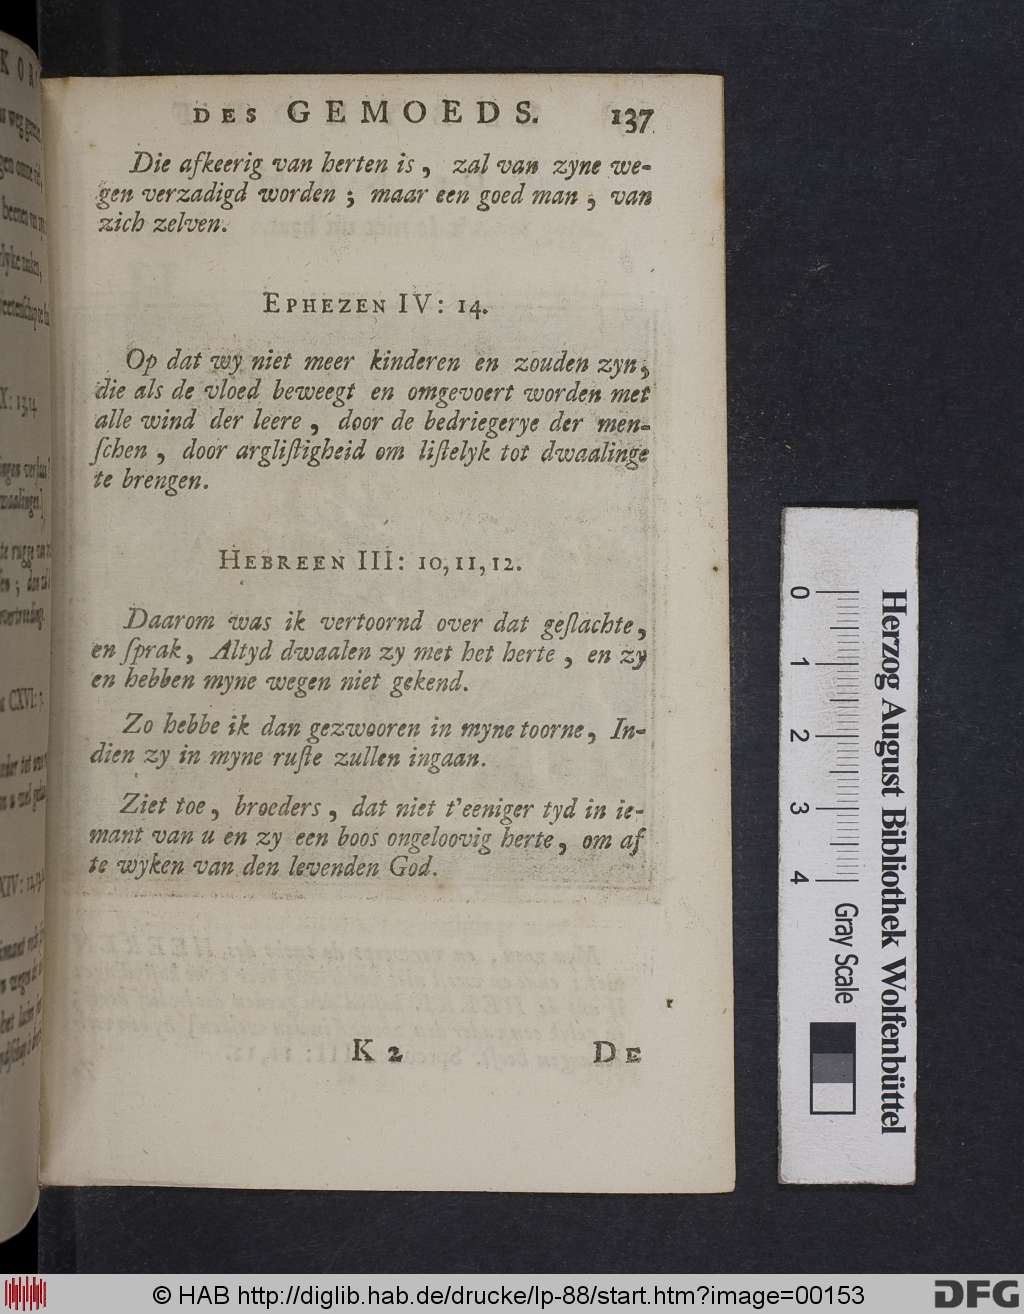 DES GEMOEDS. 137
Die afkeerig van herten is, zal van zyne we-
gen verzadigd worden; maar een goed man, van
zich zelven.
EPHEZEN IV: 14.
Op dat wy niet meer kinderen en zouden zyn,
die als de vloed beweegt en omgevoert worden met
alle wind der leere, door de bedriegerye der men-
ſchen, door argliſtigheid om liſtelyk tot dwaalinge
te brengen.
HEBREEN III: 10, 11, 12.
Daarom was ik vertoornd over dat geſlachte,
en ſprak, Altyd dwaalen zy met het herte, en zy
en hebben myne wegen niet gekend.
Zo hebbe ik dan gezwooren in myne toorne, In-
dien zy in myne ruſte zullen ingaan.
Ziet toe, broeders, dat niet t'eeniger tyd in ie-
mant van u en zy een boos ongeloovig herte, om af
te wyken van den levenden God.
K 2 DE
0 1 2 3 4 Gray Scale
Herzog August Bibliothek Wolfenbüttel
© HAB http://diglib.hab.de/drucke/lp-88/start.htm?image=00153
DFG